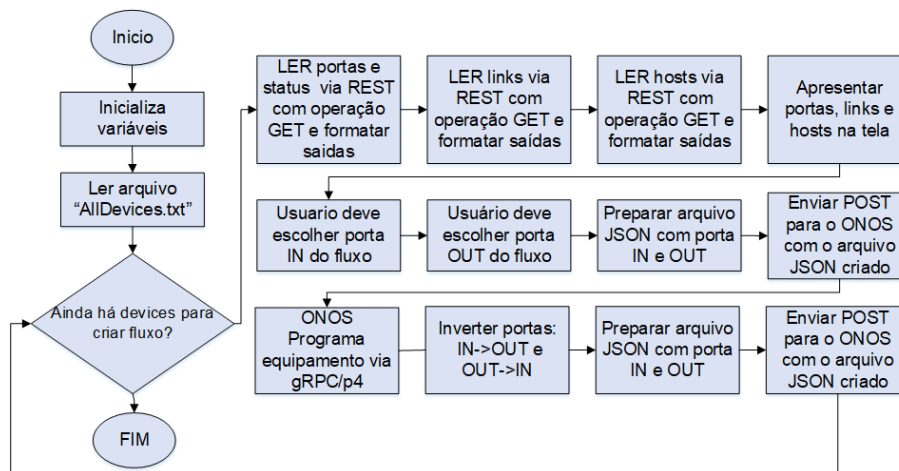 Inicio
Inicializa
variáveis
Ler arquivo
“AllDevices.txt”
Ainda há devices para
criar fluxo?
FIM
LER portas e
status via REST
com operação
GET e formatar
saidas
LER links via
REST com
operação GET e
formatar saídas
LER hosts via
REST com
operação GET e
formatar saídas
Apresentar
portas, links e
hosts na tela
Usuario deve
escolher porta
IN do fluxo
Usuário deve
escolher porta
OUT do fluxo
Preparar arquivo
JSON com porta
IN e OUT
Enviar POST
para o ONOS
com o arquivo
JSON criado
ONOS
Programa
equipamento via
gRPC/p4
Inverter portas:
IN->OUT e
OUT->IN
Preparar arquivo
JSON com porta
IN e OUT
Enviar POST
para o ONOS
com o arquivo
JSON criado